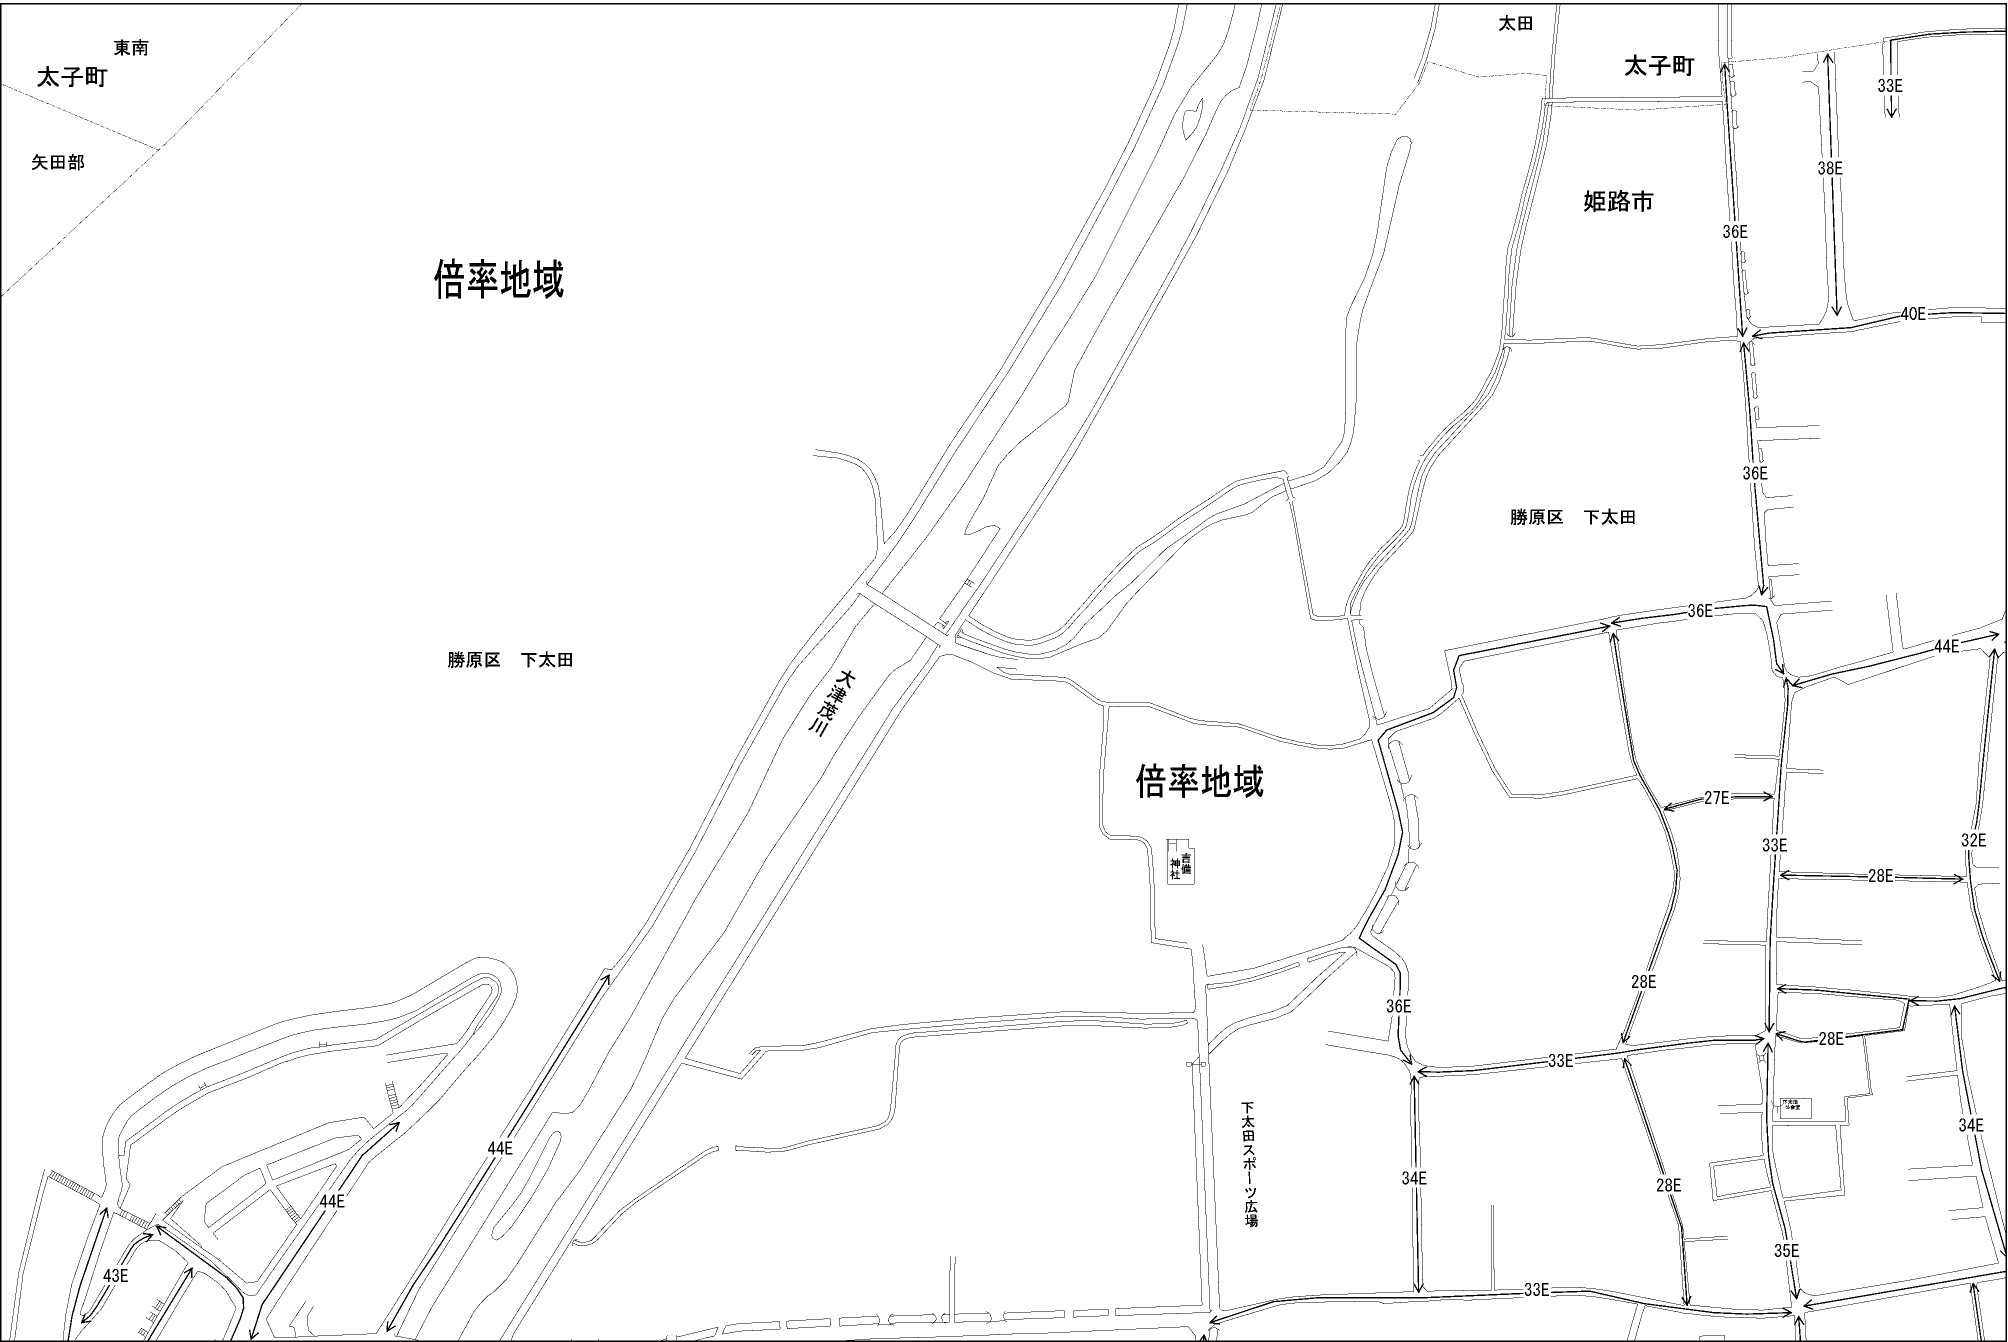 東南
太子町
矢田部
太田
太子町
33E
38E
姫路市
36E
倍率地域
40E
36E
勝原区 下太田
36E
44E
勝原区 下太田
大津茂川
倍率地域
27E
33E
32E
吉備
神社
28E
28E
36E
33E
28E
下太田スポーツ広場
34E
44E
34E
28E
44E
35E
43E
33E